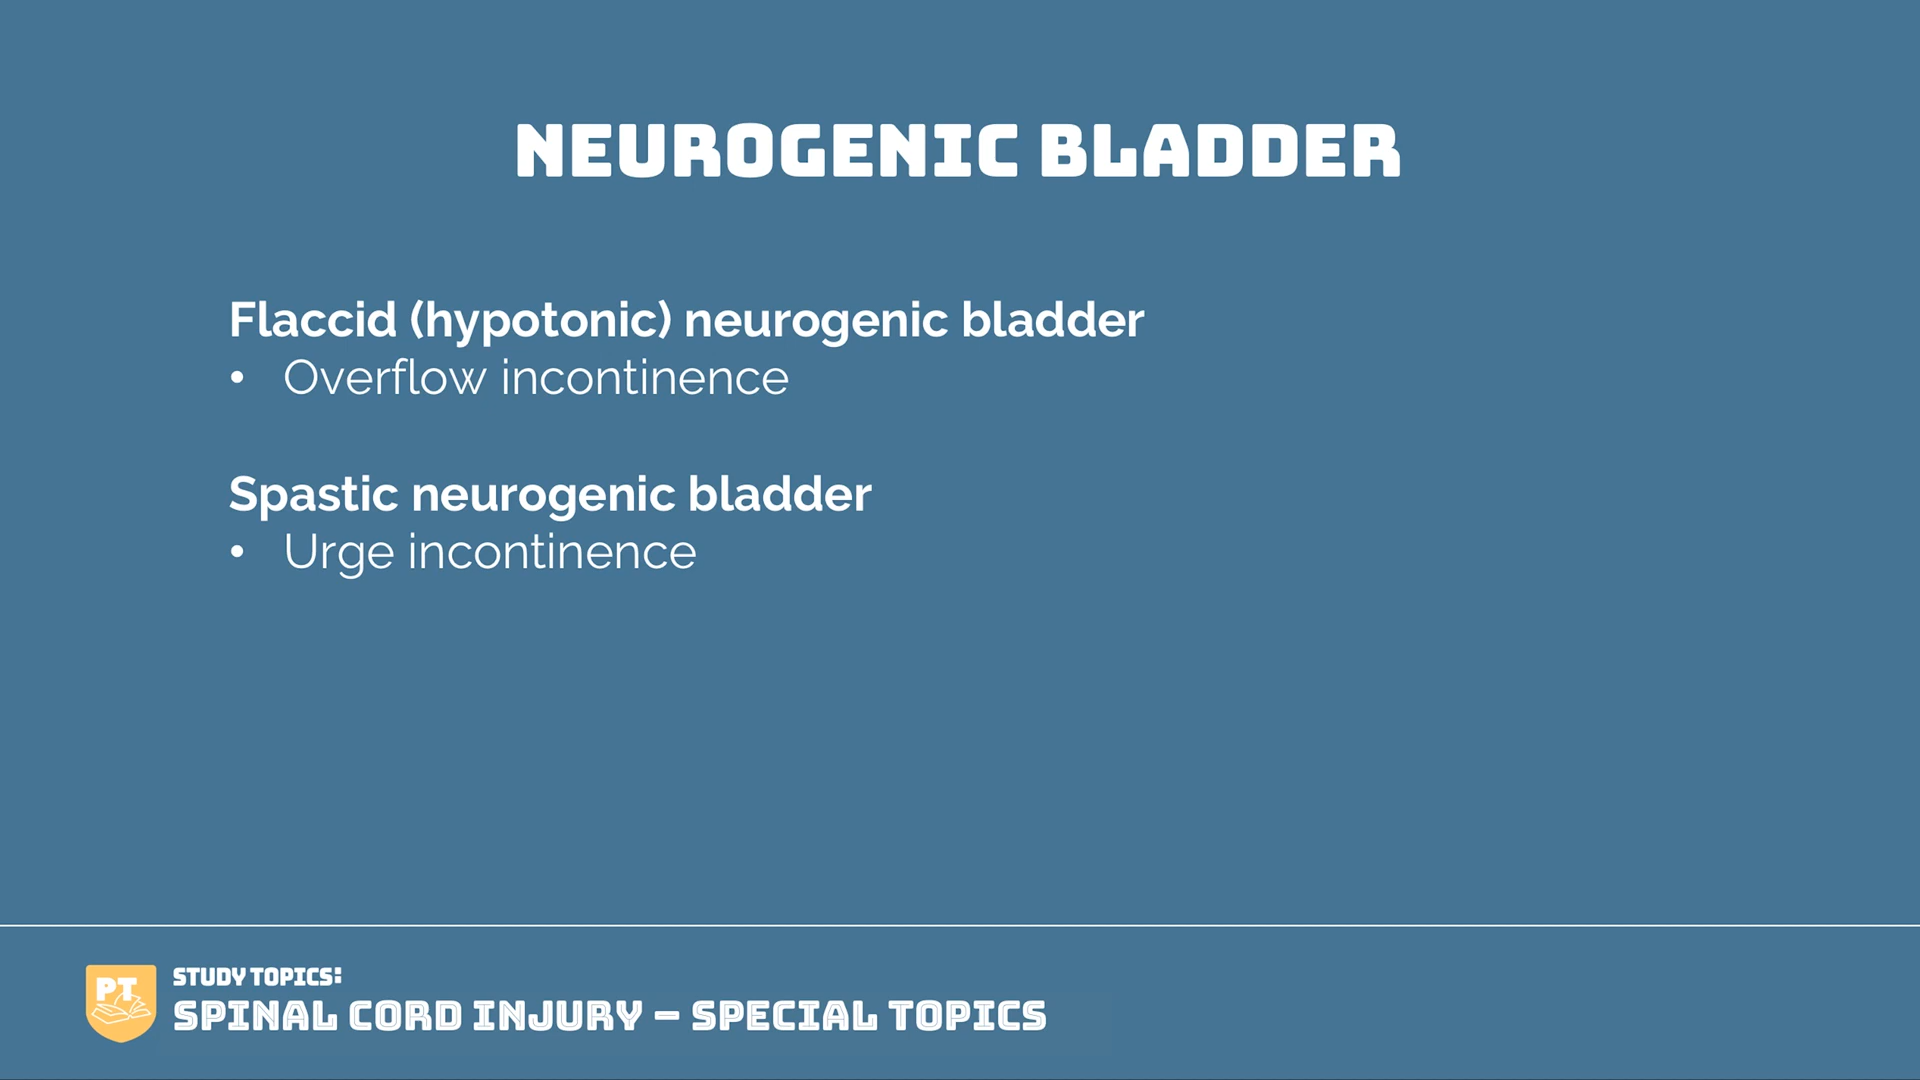 NEUROGENIC BLADDER
Flaccid (hypotonic) neurogenic bladder
• Overflow incontinence
Spastic neurogenic bladder
• Urge incontinence
PT
STUDY TOPICS:
SPINAL CORD INJURY – SPECIAL TOPICS